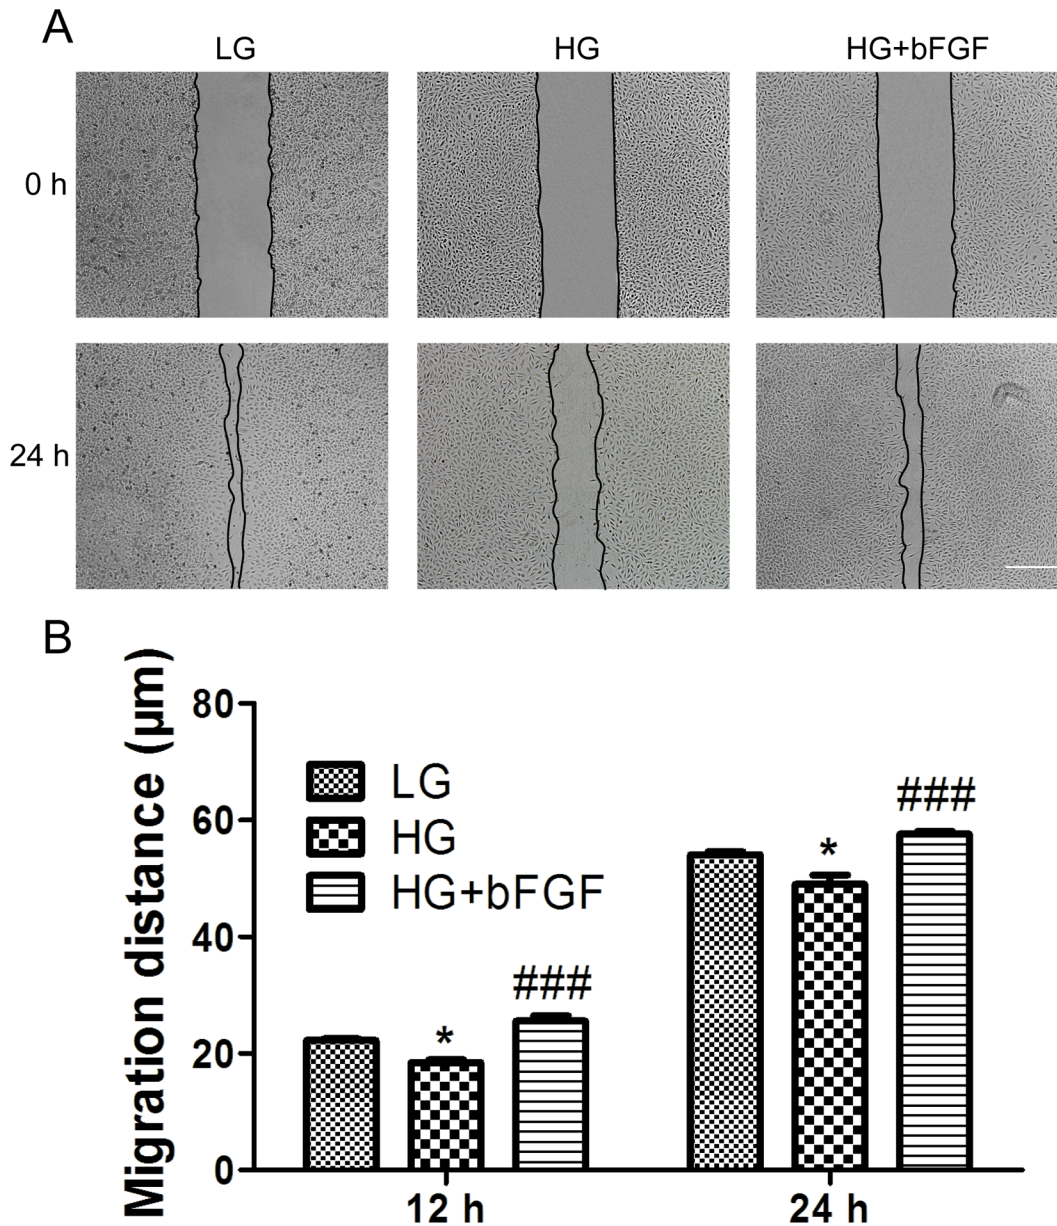 A
LG HG HG+bFGF
0 h
24 h
B
Migration distance (µm)
80
60
40
20
0
LG
HG
HG+bFGF
* ###
* ###
12 h 24 h